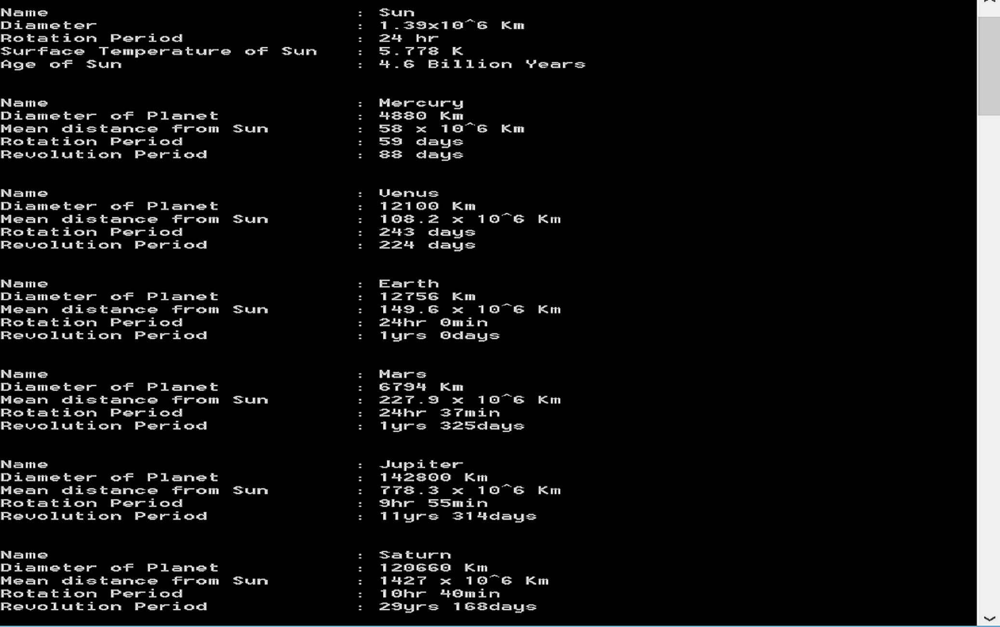 Name : Sun
Diameter : 1.39x10^6 Km
Rotation Period : 24 hr
Surface Temperature of Sun : 5.778 K
Age of Sun : 4.6 Billion Years
Name : Mercury
Diameter of Planet : 4880 Km
Mean distance from Sun : 58 x 10^6 Km
Rotation Period : 59 days
Revolution Period : 88 days
Name : Venus
Diameter of Planet : 12100 Km
Mean distance from Sun : 108.2 x 10^6 Km
Rotation Period : 243 days
Revolution Period : 224 days
Name : Earth
Diameter of Planet : 12756 Km
Mean distance from Sun : 149.6 x 10^6 Km
Rotation Period : 24hr 0min
Revolution Period : 1yrs 0days
Name : Mars
Diameter of Planet : 6794 Km
Mean distance from Sun : 227.9 x 10^6 Km
Rotation Period : 24hr 37min
Revolution Period : 1yrs 325days
Name : Jupiter
Diameter of Planet : 142800 Km
Mean distance from Sun : 778.3 x 10^6 Km
Rotation Period : 9hr 55min
Revolution Period : 11yrs 314days
Name : Saturn
Diameter of Planet : 120660 Km
Mean distance from Sun : 1427 x 10^6 Km
Rotation Period : 10hr 40min
Revolution Period : 29yrs 168days